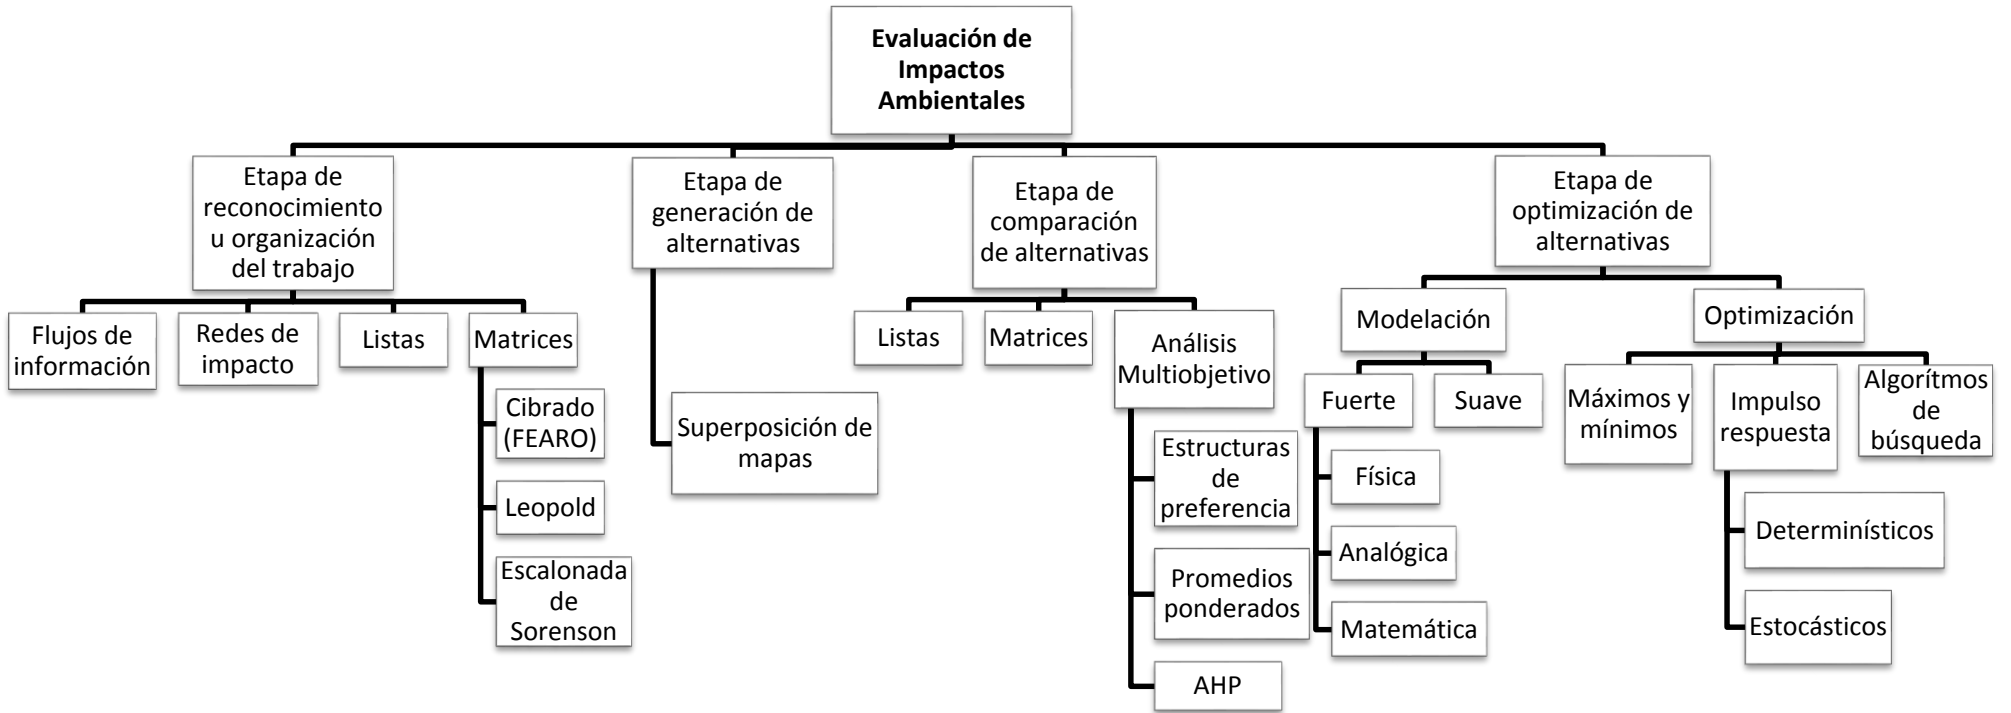 Evaluación de
Impactos
Ambientales
Etapa de
reconocimiento
u organización
del trabajo
Etapa de
generación de
alternativas
Etapa de
comparación
de alternativas
Etapa de
optimización de
alternativas
Flujos de
información
Redes de
impacto
Listas
Matrices
Cibrado
(FEARO)
Leopold
Escalonada
de
Sorenson
Superposición de
mapas
Listas
Matrices
Análisis
Multiobjetivo
Estructuras
de
preferencia
Promedios
ponderados
AHP
Modelación
Fuerte
Suave
Física
Analógica
Matemática
Optimización
Máximos y
mínimos
Impulso
respuesta
Algorítmos
de
búsqueda
Determinísticos
Estocásticos